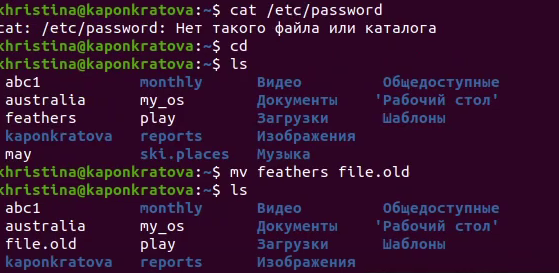 khristina@kaponkratova:~$ cat /etc/password
cat: /etc/password: Нет такого файла или каталога
khristina@kaponkratova:~$ cd
khristina@kaponkratova:~$ ls
abc1 monthly Видео Общедоступные
australia my_os Документы 'Рабочий стол'
feathers play Загрузки Шаблоны
kaponkratova reports Изображения
may ski.places Музыка
khristina@kaponkratova:~$ mv feathers file.old
khristina@kaponkratova:~$ ls
abc1 monthly Видео Общедоступные
australia my_os Документы 'Рабочий стол'
file.old play Загрузки Шаблоны
kaponkratova reports Изображения